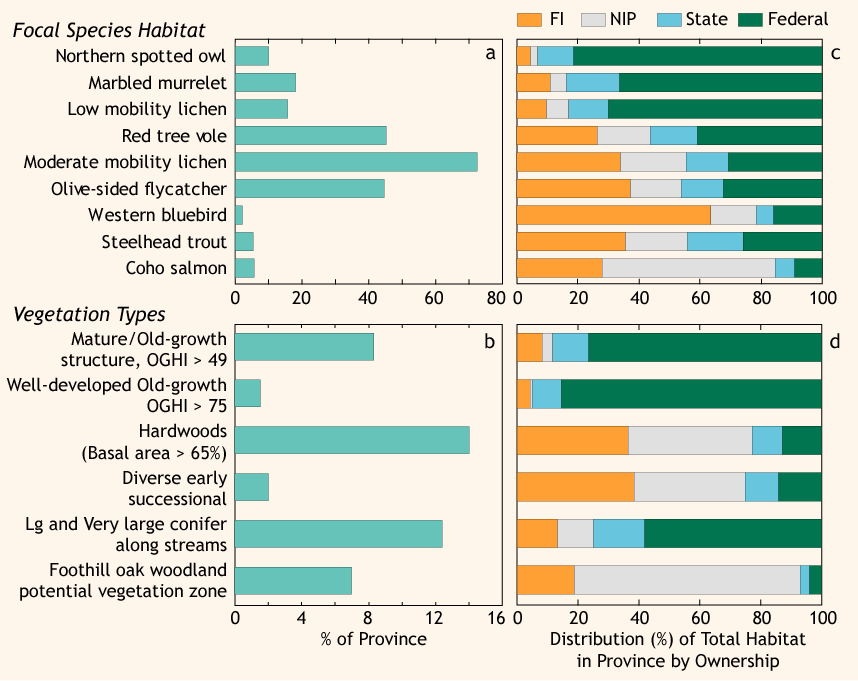 FI NIP State Federal
Focal Species Habitat
a
c
Northern spotted owl
Marbled murrelet
Low mobility lichen
Red tree vole
Moderate mobility lichen
Olive-sided flycatcher
Western bluebird
Steelhead trout
Coho salmon
0 20 40 60 80
0 20 40 60 80 100
Vegetation Types
b
d
Mature/Old-growth
structure, OGHI > 49
Well-developed Old-growth
OGHI > 75
Hardwoods
(Basal area > 65%)
Diverse early
successional
Lg and Very large conifer
along streams
Foothill oak woodland
potential vegetation zone
4 8 12 16
0 20 40 60 80 100
% of Province
Distribution (%) of Total Habitat
in Province by Ownership